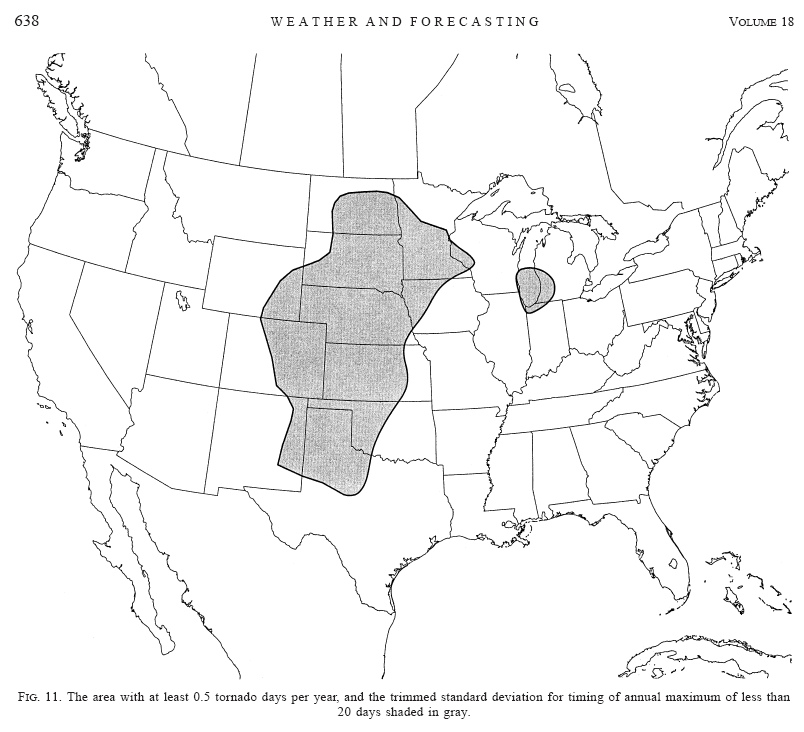 638 WEATHER AND FORECASTING VOLUME 18
FIG. 11. The area with at least 0.5 tornado days per year, and the trimmed standard deviation for timing of annual maximum of less than
20 days shaded in gray.